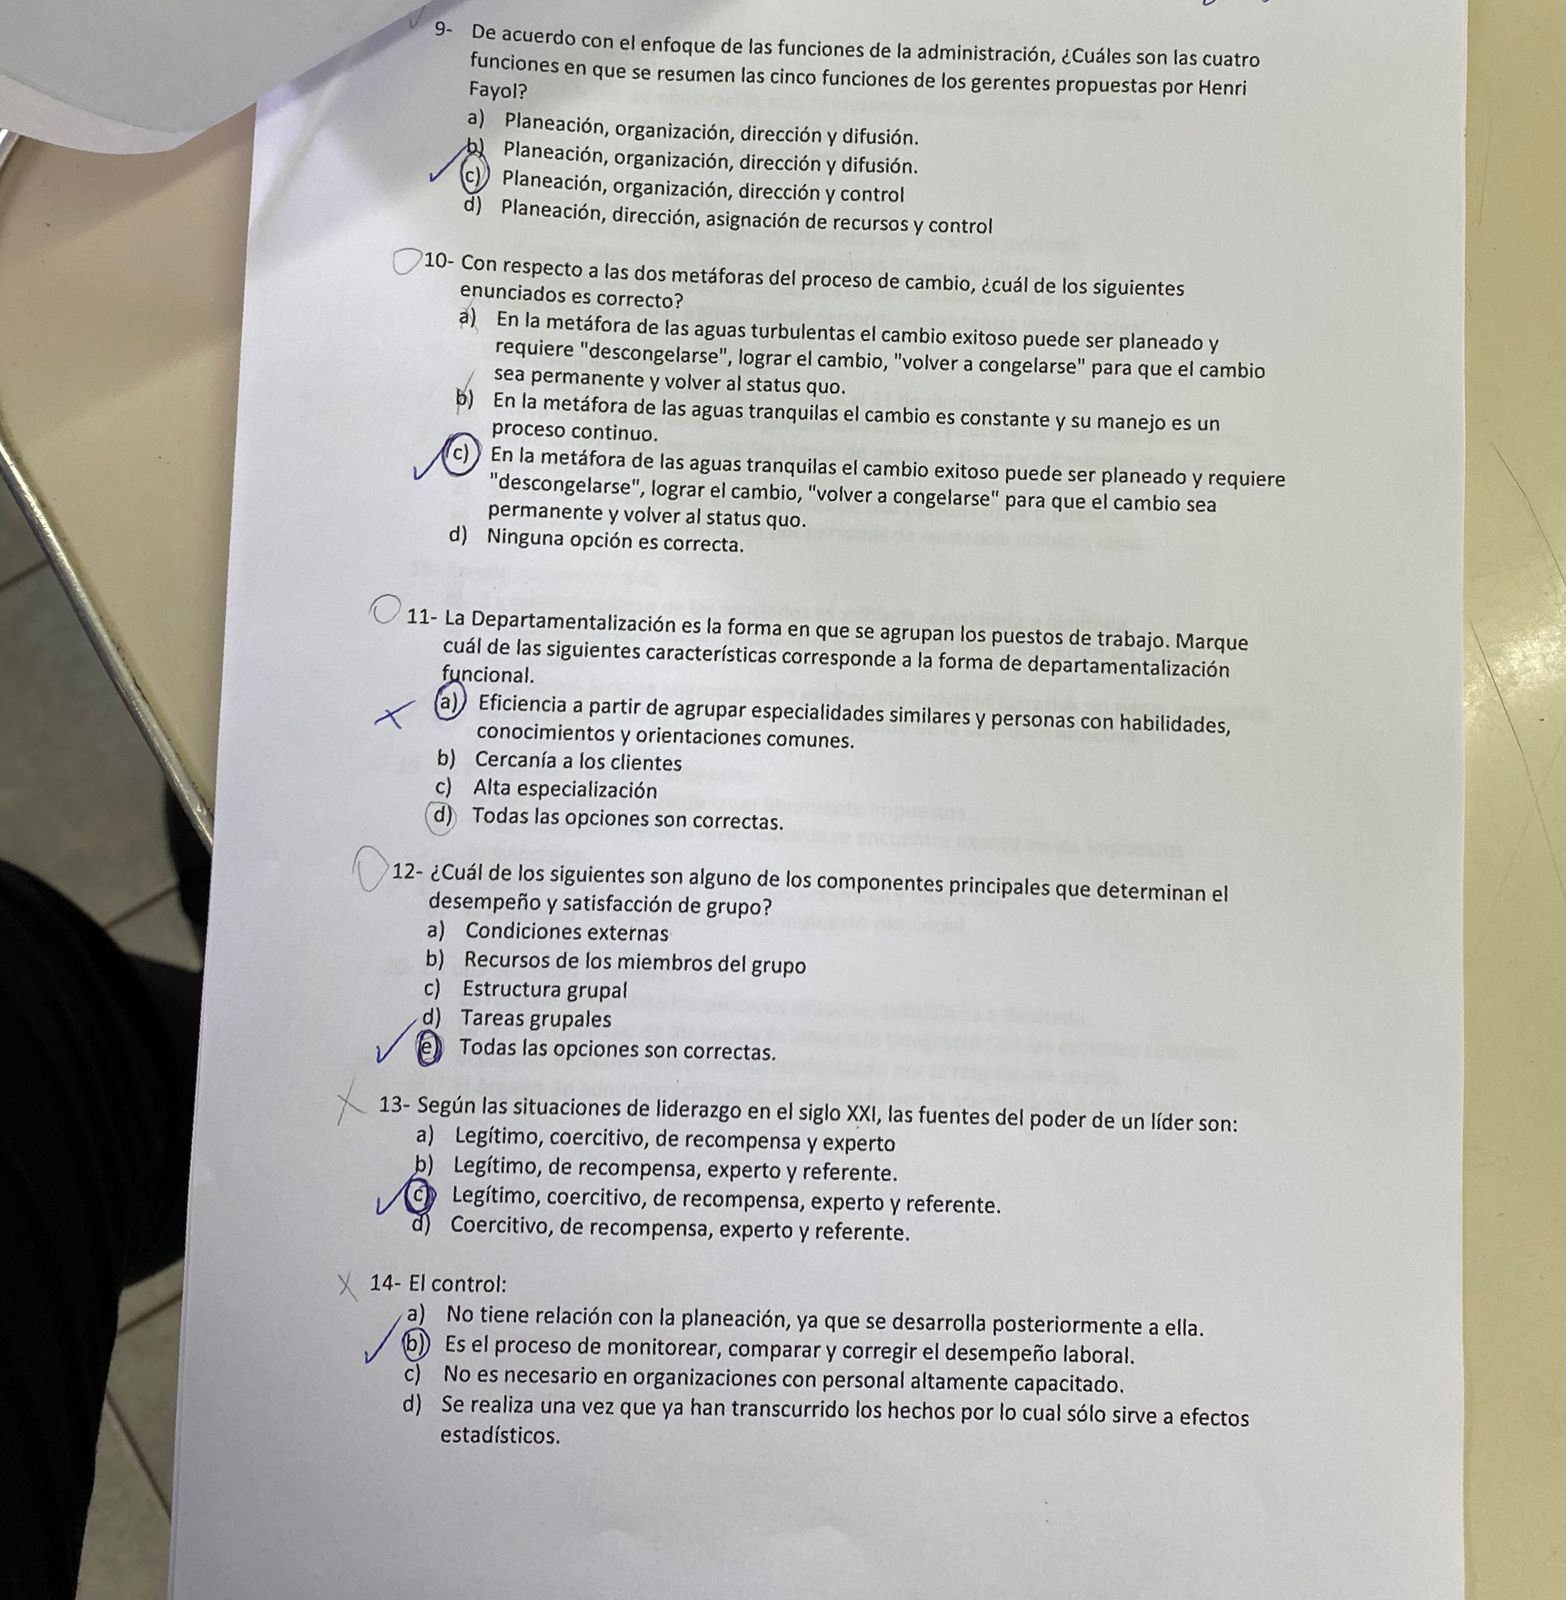 9- De acuerdo con el enfoque de las funciones de la administración, ¿Cuáles son las cuatro
funciones en que se resumen las cinco funciones de los gerentes propuestas por Henri
Fayol?
a) Planeación, organización, dirección y difusión.
b) Planeación, organización, dirección y difusión.
c) Planeación, organización, dirección y control
d) Planeación, dirección, asignación de recursos y control
10- Con respecto a las dos metáforas del proceso de cambio, ¿cuál de los siguientes
enunciados es correcto?
a) En la metáfora de las aguas turbulentas el cambio exitoso puede ser planeado y
requiere "descongelarse", lograr el cambio, "volver a congelarse" para que el cambio
sea permanente y volver al status quo.
b) En la metáfora de las aguas tranquilas el cambio es constante y su manejo es un
proceso continuo.
c) En la metáfora de las aguas tranquilas el cambio exitoso puede ser planeado y requiere
"descongelarse", lograr el cambio, "volver a congelarse" para que el cambio sea
permanente y volver al status quo.
d) Ninguna opción es correcta.
11- La Departamentalización es la forma en que se agrupan los puestos de trabajo. Marque
cuál de las siguientes características corresponde a la forma de departamentalización
funcional.
a) Eficiencia a partir de agrupar especialidades similares y personas con habilidades,
conocimientos y orientaciones comunes.
b) Cercanía a los clientes
c) Alta especialización
d) Todas las opciones son correctas.
12- ¿Cuál de los siguientes son alguno de los componentes principales que determinan el
desempeño y satisfacción de grupo?
a) Condiciones externas
b) Recursos de los miembros del grupo
c) Estructura grupal
d) Tareas grupales
e) Todas las opciones son correctas.
13- Según las situaciones de liderazgo en el siglo XXI, las fuentes del poder de un líder son:
a) Legítimo, coercitivo, de recompensa y experto
b) Legítimo, de recompensa, experto y referente.
c) Legítimo, coercitivo, de recompensa, experto y referente.
d) Coercitivo, de recompensa, experto y referente.
14- El control:
a) No tiene relación con la planeación, ya que se desarrolla posteriormente a ella.
b) Es el proceso de monitorear, comparar y corregir el desempeño laboral.
c) No es necesario en organizaciones con personal altamente capacitado.
d) Se realiza una vez que ya han transcurrido los hechos por lo cual sólo sirve a efectos
estadísticos.